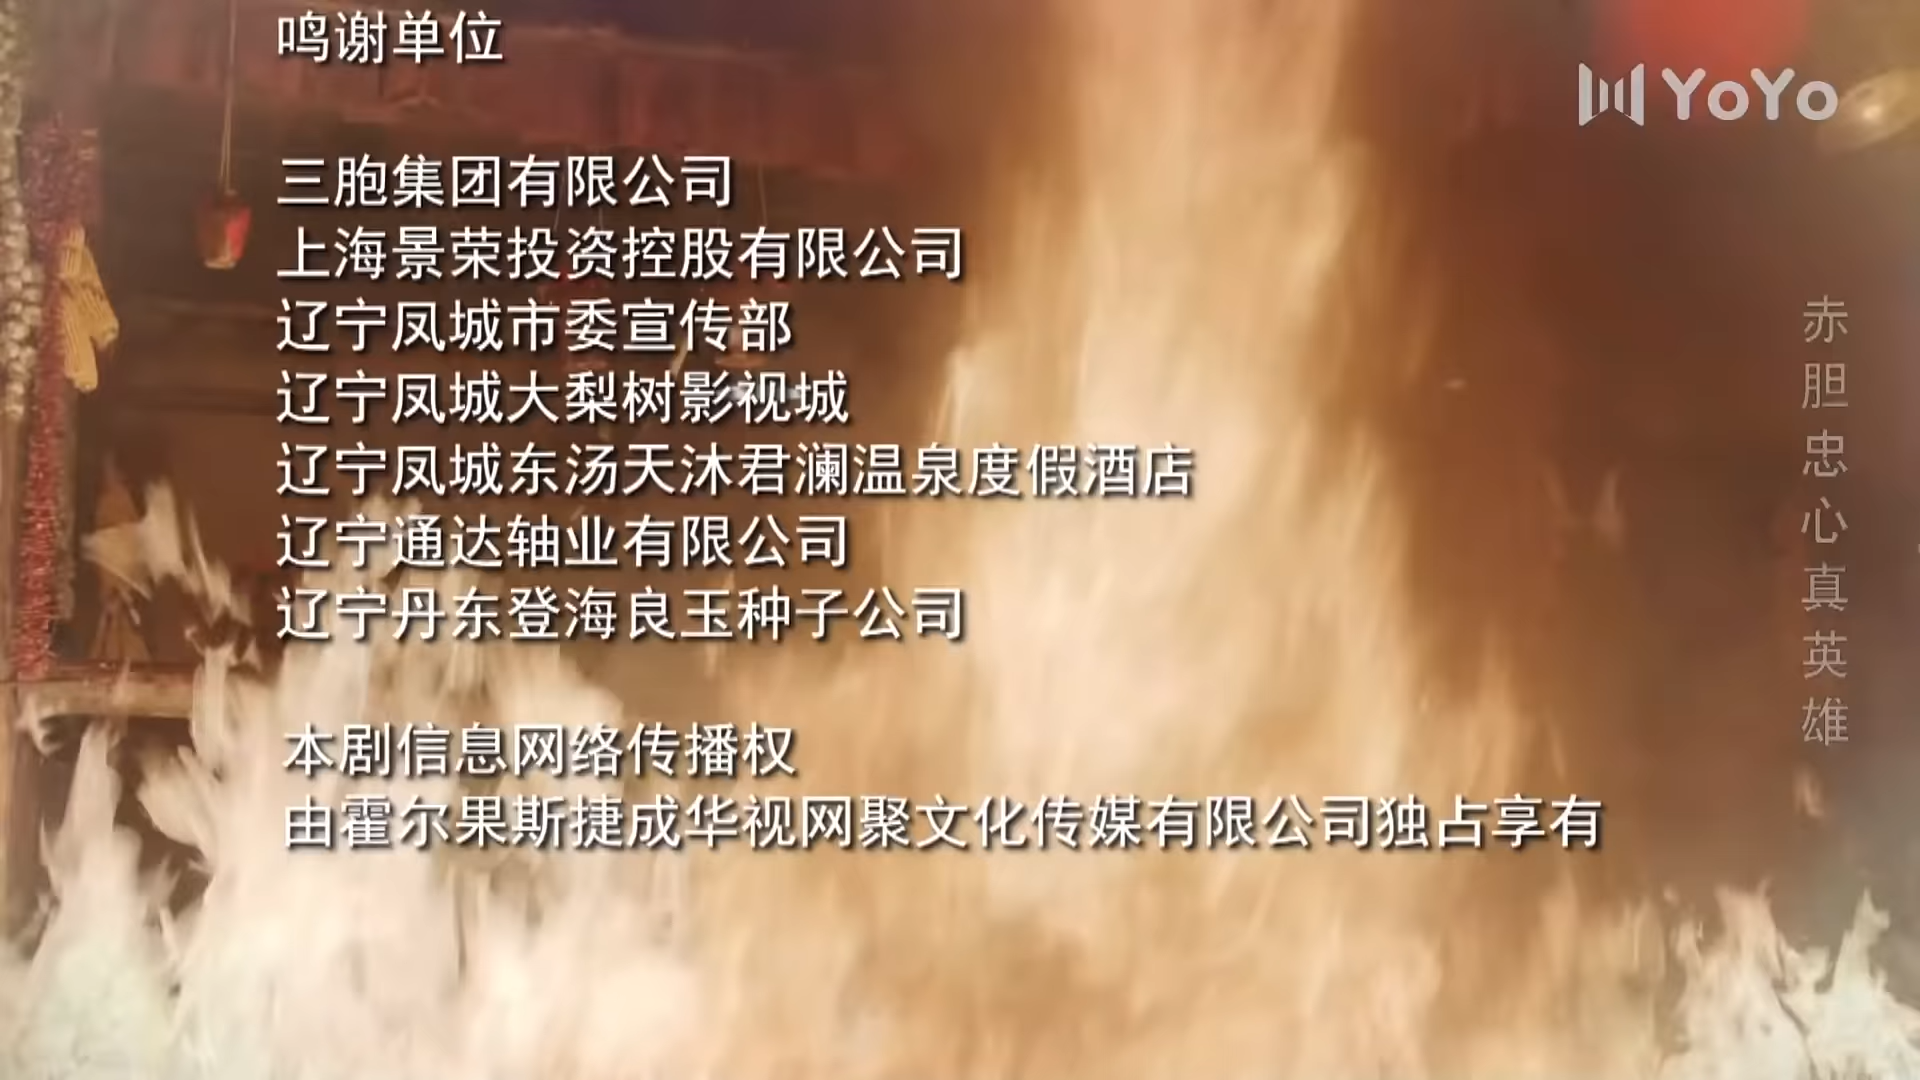 鸣谢单位
YoYo
三胞集团有限公司
上海景荣投资控股有限公司
辽宁凤城市委宣传部
辽宁凤城大梨树影视城
辽宁凤城东汤天沐君澜温泉度假酒店
辽宁通达轴业有限公司
辽宁丹东登海良玉种子公司
本剧信息网络传播权
由霍尔果斯捷成华视网聚文化传媒有限公司独占享有
赤胆忠心真英雄